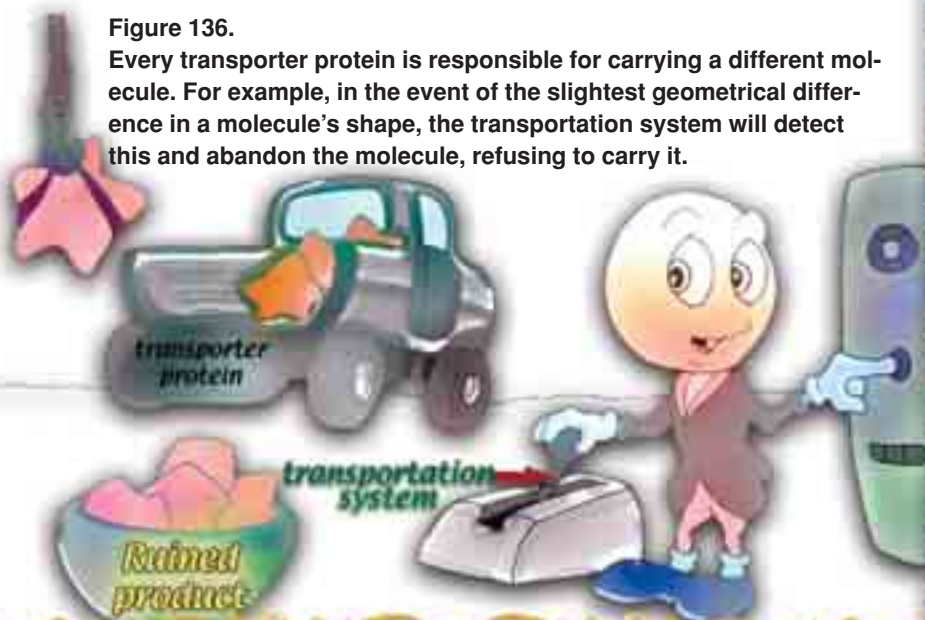 Figure 136.
Every transporter protein is responsible for carrying a different mol-
ecule. For example, in the event of the slightest geometrical differ-
ence in a molecule's shape, the transportation system will detect
this and abandon the molecule, refusing to carry it.
transporter
protein
transportation
system
Ruined
product